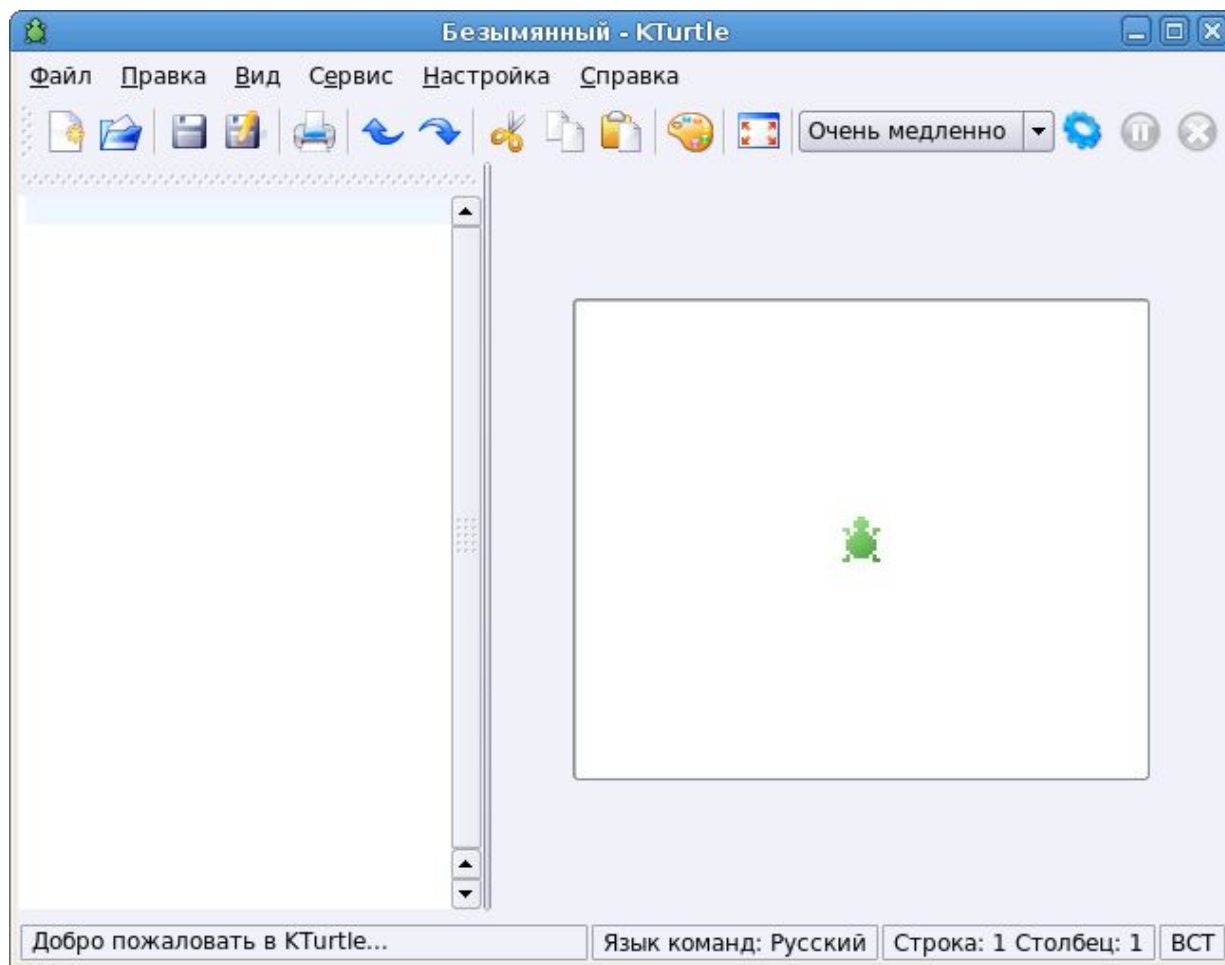 Безымянный - KTurtle
Файл Правка Вид Сервис Настройка Справка
Очень медленно
Добро пожаловать в KTurtle... Язык команд: Русский Строка: 1 Столбец: 1 ВСТ